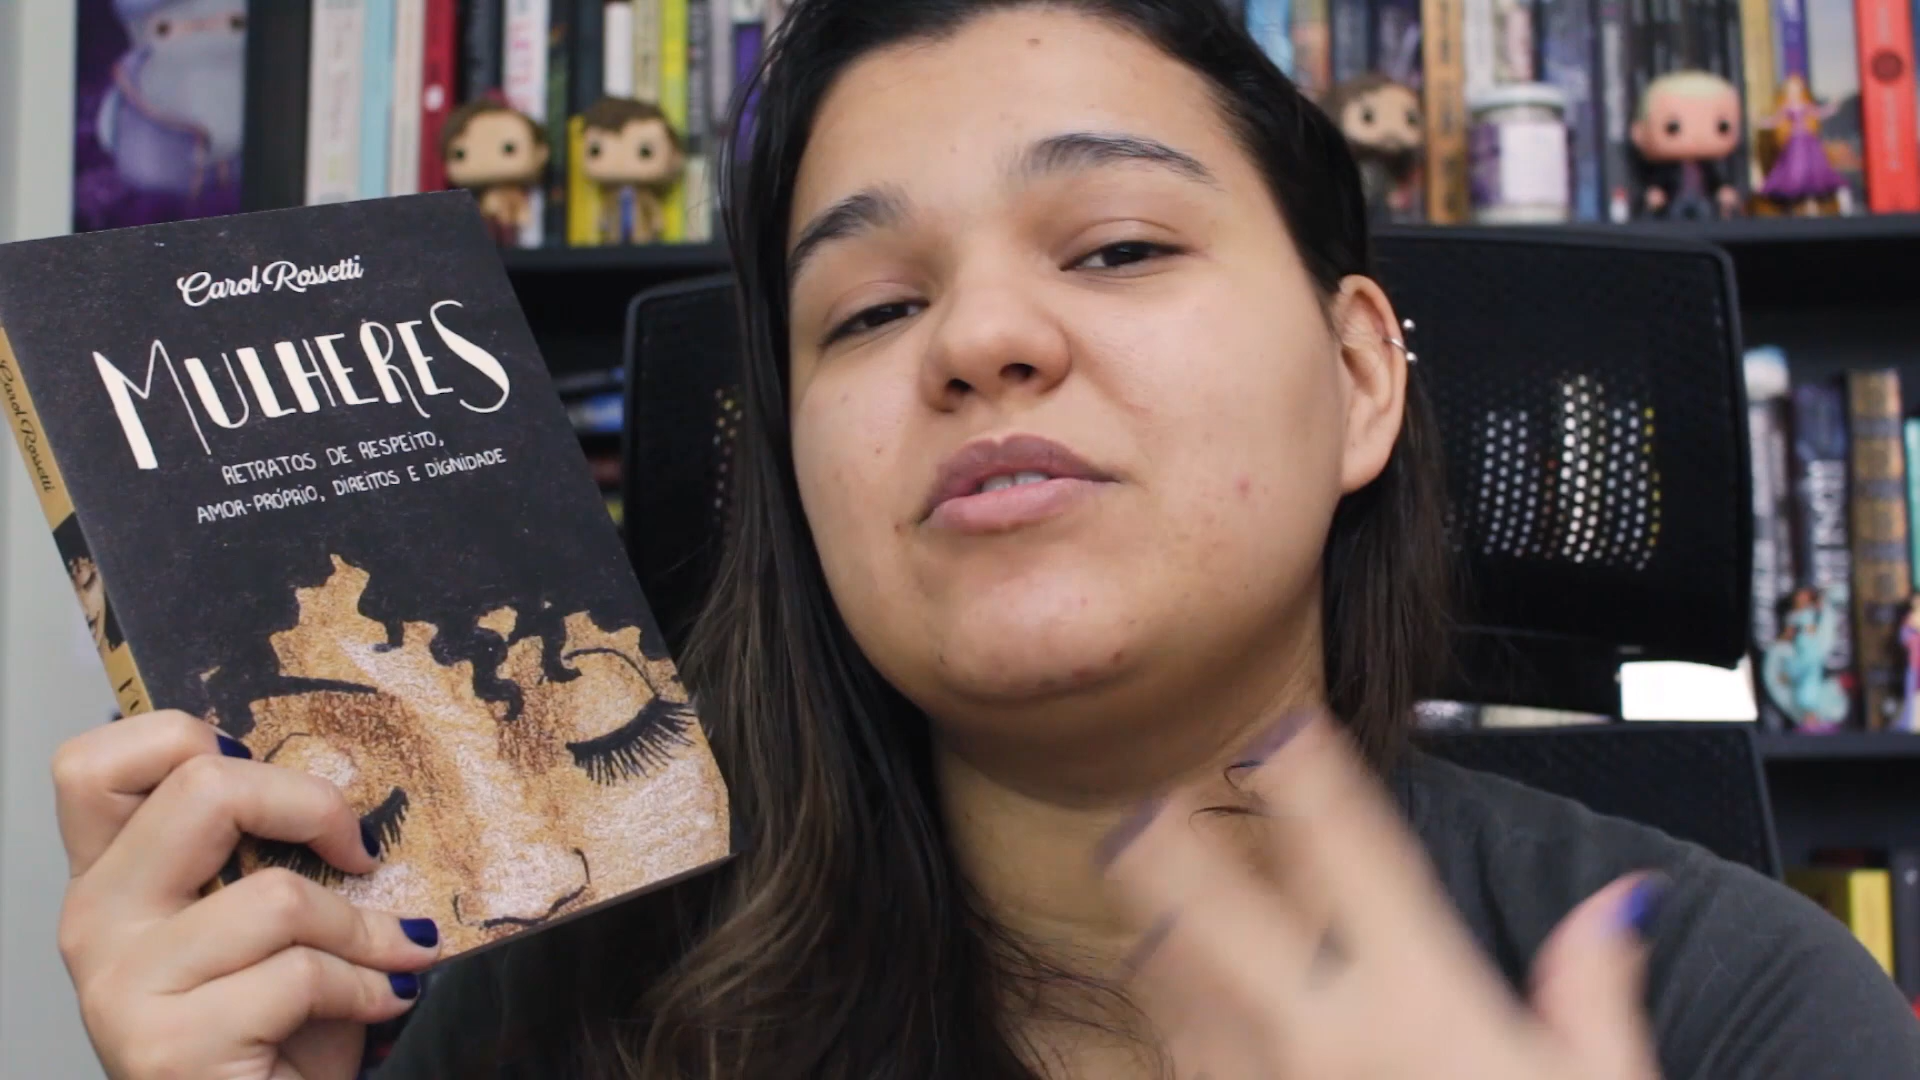 Carol Rossetti
MULHERES
RETRATOS DE RESPEITO,
AMOR-PRÓPRIO, DIREITOS E DIGNIDADE
Carol Rossetti